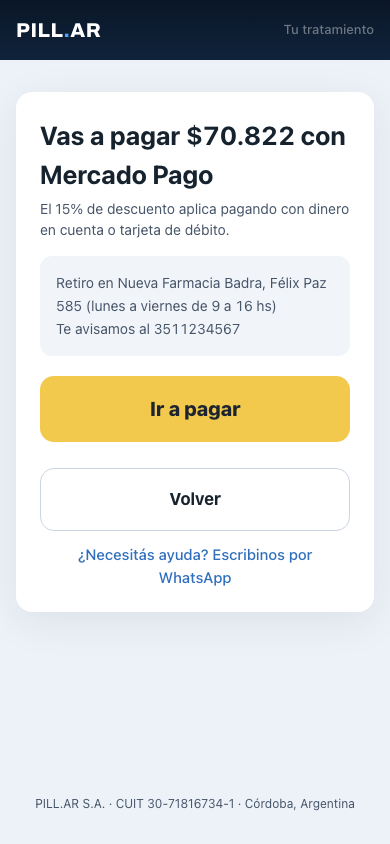 PILL.AR
Tu tratamiento
Vas a pagar $70.822 con
Mercado Pago
El 15% de descuento aplica pagando con dinero
en cuenta o tarjeta de débito.
Retiro en Nueva Farmacia Badra, Félix Paz
585 (lunes a viernes de 9 a 16 hs)
Te avisamos al 3511234567
Ir a pagar
Volver
¿Necesitás ayuda? Escribinos por
WhatsApp
PILL.AR S.A. · CUIT 30-71816734-1 · Córdoba, Argentina